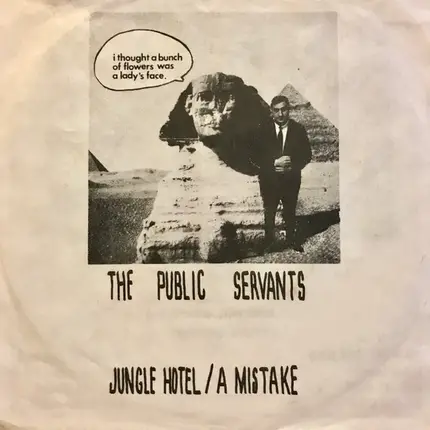 i thought a bunch
of flowers was
a lady's face.
THE PUBLIC SERVANTS
JUNGLE HOTEL / A MISTAKE